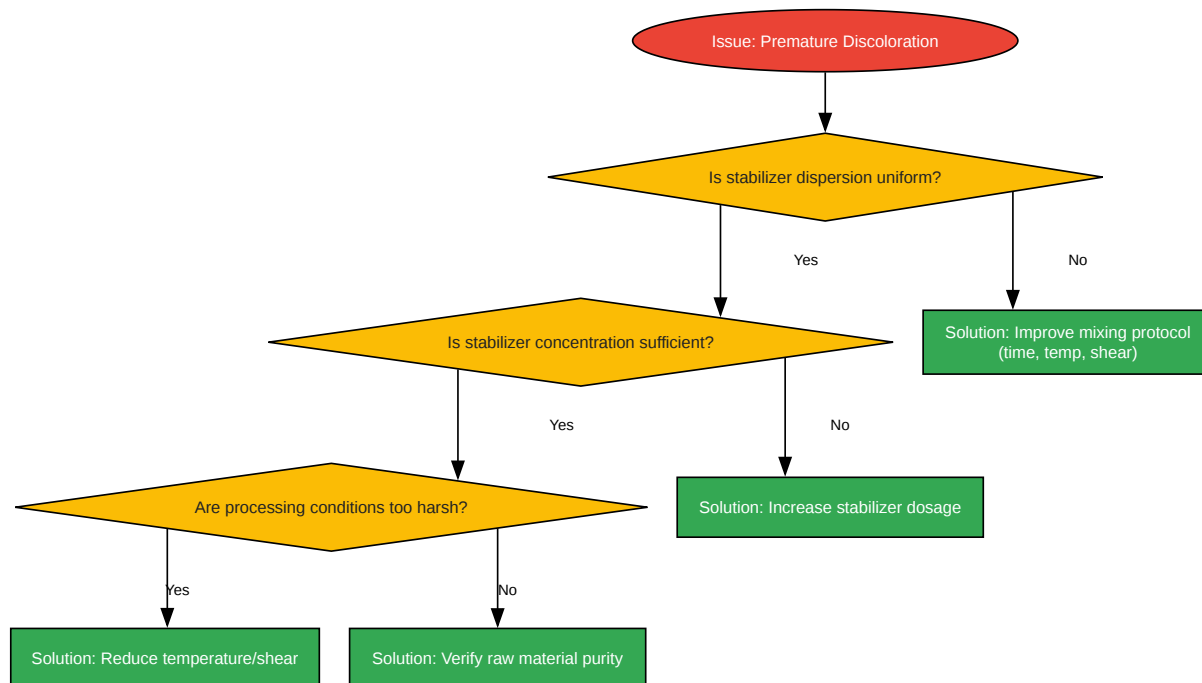 Issue: Premature Discoloration
Is stabilizer dispersion uniform?
Yes
No
Solution: Improve mixing protocol
(time, temp, shear)
Is stabilizer concentration sufficient?
Yes
No
Solution: Increase stabilizer dosage
Are processing conditions too harsh?
Yes
No
Solution: Reduce temperature/shear
Solution: Verify raw material purity